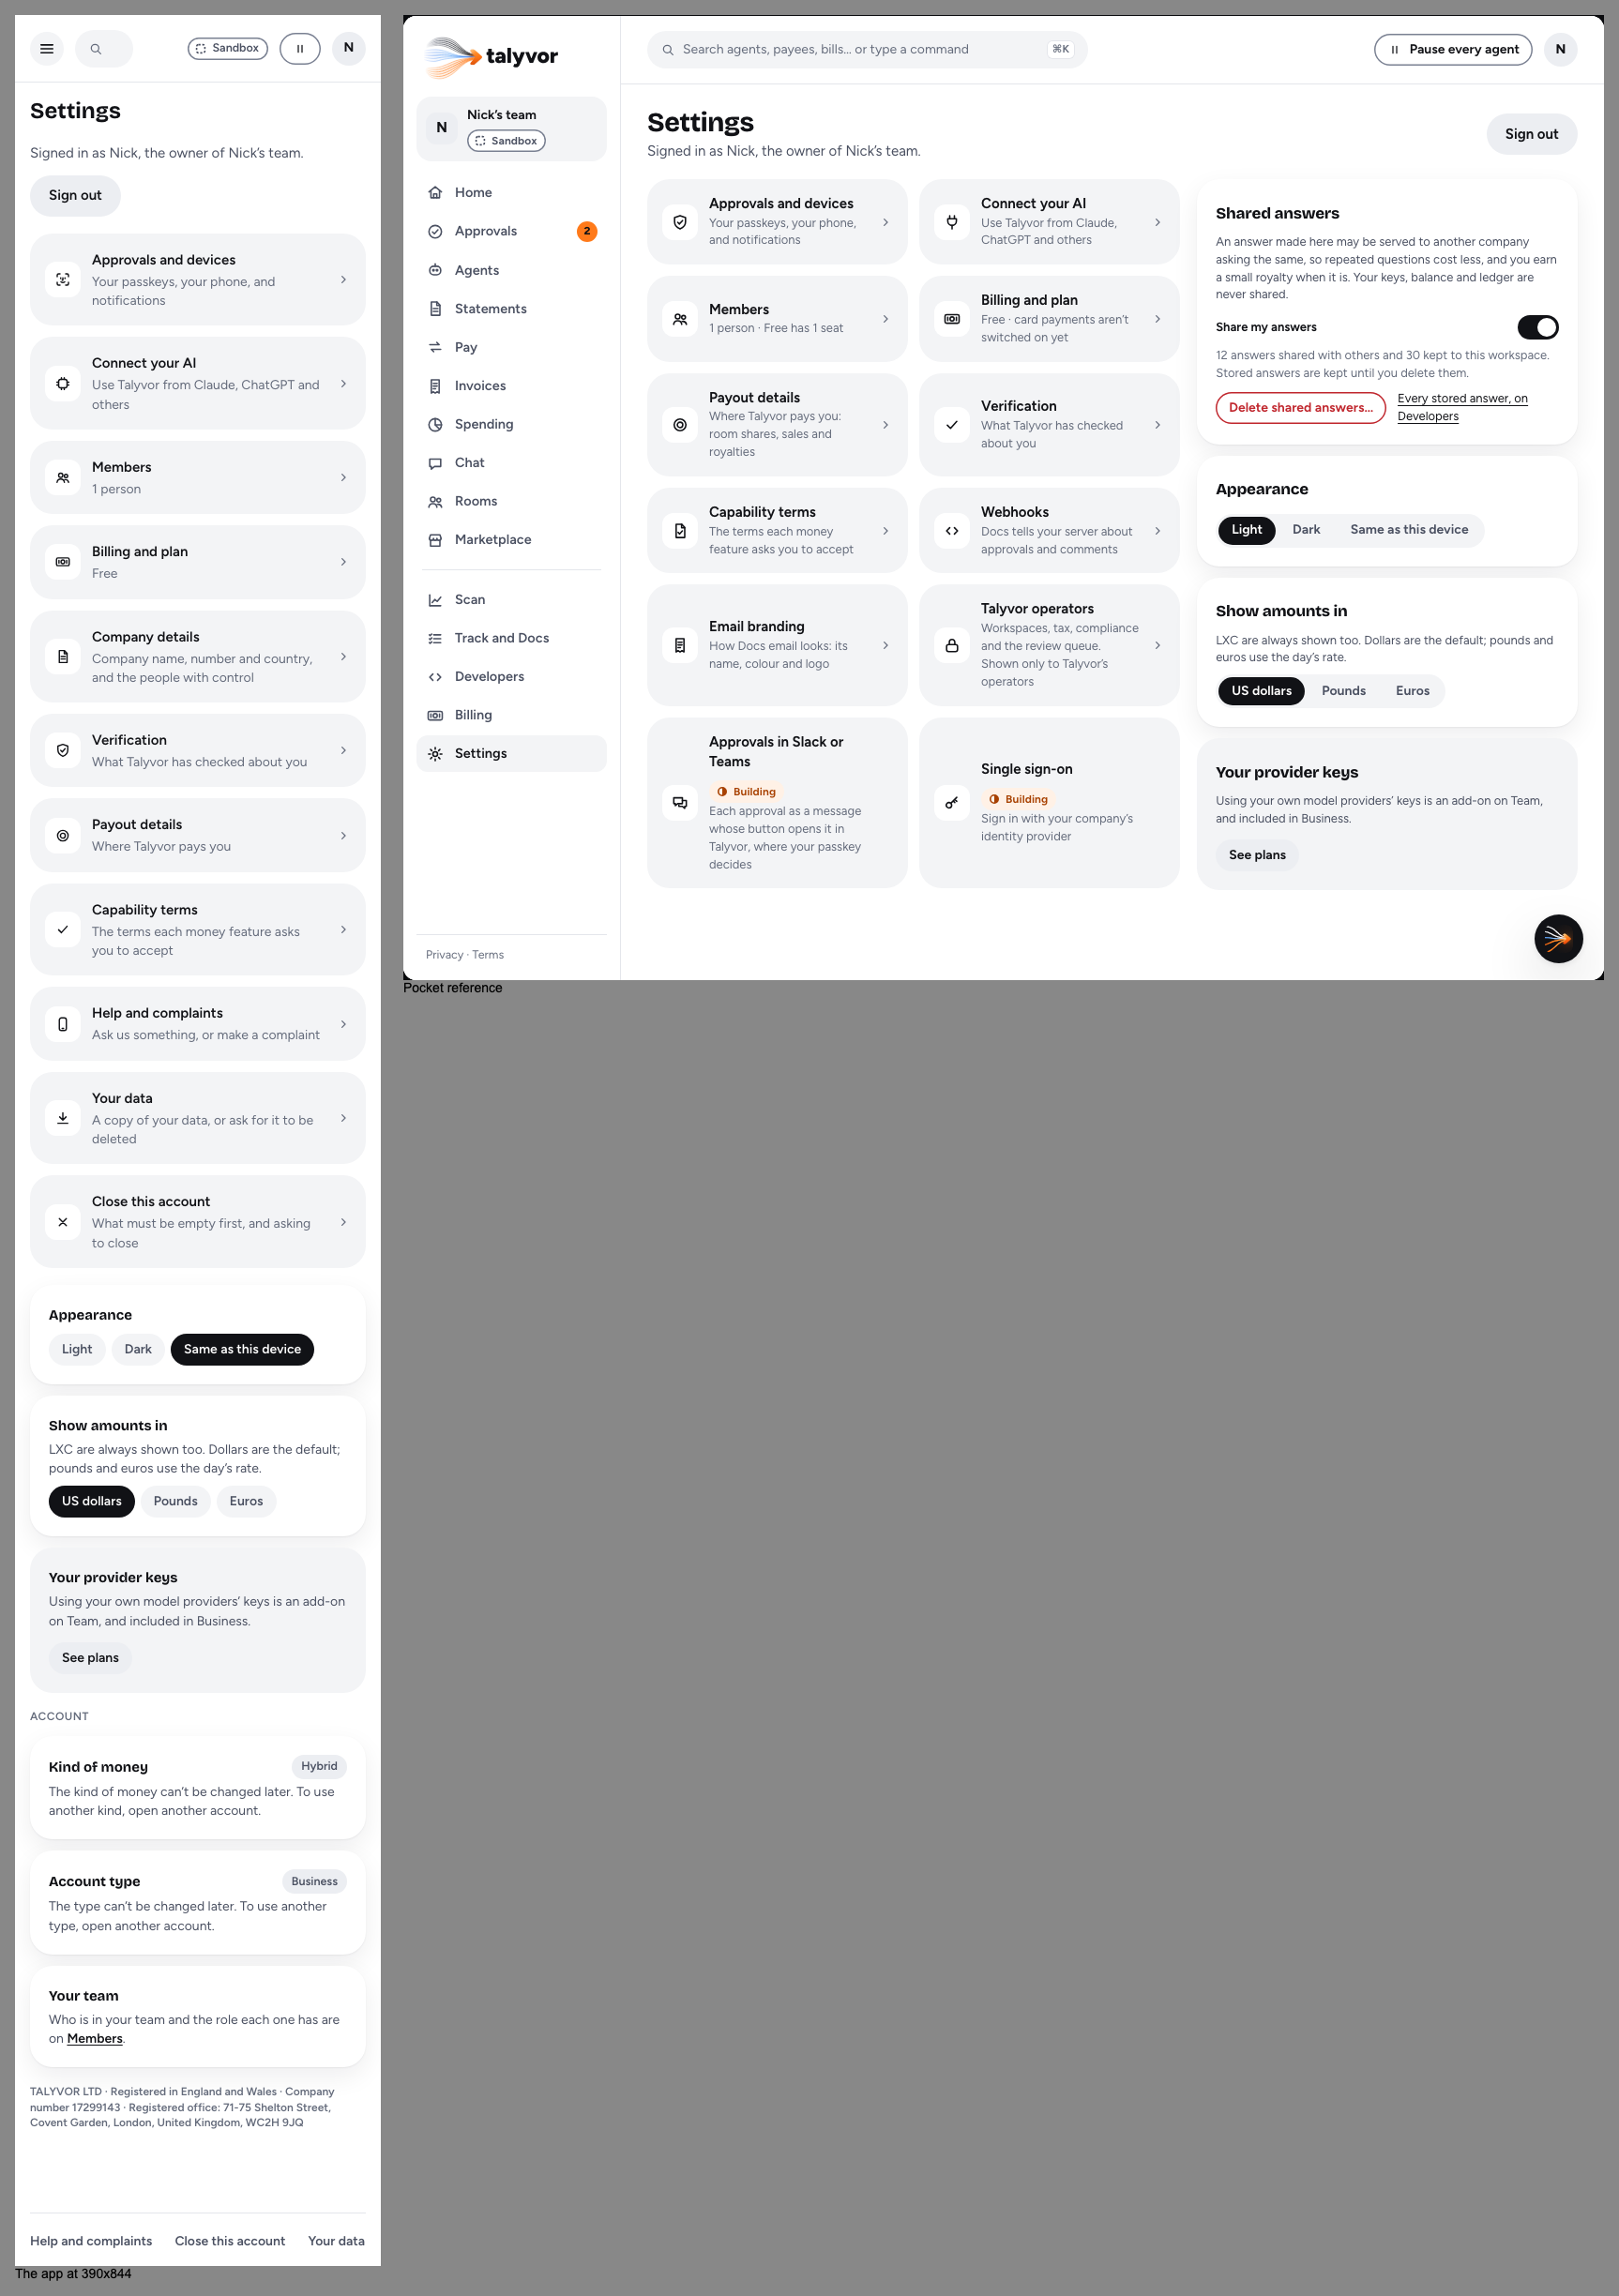 Sandbox
N
Settings
Signed in as Nick, the owner of Nick’s team.
Sign out
Approvals and devices
Your passkeys, your phone, and
notifications
Connect your AI
Use Talyvor from Claude, ChatGPT and
others
Members
1 person
Billing and plan
Free
Company details
Company name, number and country,
and the people with control
Verification
What Talyvor has checked about you
Payout details
Where Talyvor pays you
Capability terms
The terms each money feature asks
you to accept
Help and complaints
Ask us something, or make a complaint
Your data
A copy of your data, or ask for it to be
deleted
Close this account
What must be empty first, and asking
to close
Appearance
Light Dark Same as this device
Show amounts in
LXC are always shown too. Dollars are the default;
pounds and euros use the day’s rate.
US dollars Pounds Euros
Your provider keys
Using your own model providers’ keys is an add-on
on Team, and included in Business.
See plans
ACCOUNT
Kind of money Hybrid
The kind of money can’t be changed later. To use
another kind, open another account.
Account type Business
The type can’t be changed later. To use another
type, open another account.
Your team
Who is in your team and the role each one has are
on Members.
TALYVOR LTD · Registered in England and Wales · Company
number 17299143 · Registered office: 71-75 Shelton Street,
Covent Garden, London, United Kingdom, WC2H 9JQ
Help and complaints Close this account Your data
The app at 390x844
talyvor
N
Nick’s team
Sandbox
Home
Approvals 2
Agents
Statements
Pay
Invoices
Spending
Chat
Rooms
Marketplace
Scan
Track and Docs
Developers
Billing
Settings
Privacy · Terms
Search agents, payees, bills... or type a command ⌘K
Pause every agent
N
Settings
Signed in as Nick, the owner of Nick’s team.
Sign out
Approvals and devices
Your passkeys, your phone,
and notifications
Connect your AI
Use Talyvor from Claude,
ChatGPT and others
Members
1 person · Free has 1 seat
Billing and plan
Free · card payments aren’t
switched on yet
Payout details
Where Talyvor pays you:
room shares, sales and
royalties
Verification
What Talyvor has checked
about you
Capability terms
The terms each money
feature asks you to accept
Webhooks
Docs tells your server about
approvals and comments
Email branding
How Docs email looks: its
name, colour and logo
Talyvor operators
Workspaces, tax, compliance
and the review queue.
Shown only to Talyvor’s
operators
Approvals in Slack or
Teams
Building
Each approval as a message
whose button opens it in
Talyvor, where your passkey
decides
Single sign-on
Building
Sign in with your company’s
identity provider
Shared answers
An answer made here may be served to another company
asking the same, so repeated questions cost less, and you earn
a small royalty when it is. Your keys, balance and ledger are
never shared.
Share my answers
12 answers shared with others and 30 kept to this workspace.
Stored answers are kept until you delete them.
Delete shared answers...
Every stored answer, on
Developers
Appearance
Light Dark Same as this device
Show amounts in
LXC are always shown too. Dollars are the default; pounds and
euros use the day’s rate.
US dollars Pounds Euros
Your provider keys
Using your own model providers’ keys is an add-on on Team,
and included in Business.
See plans
Pocket reference